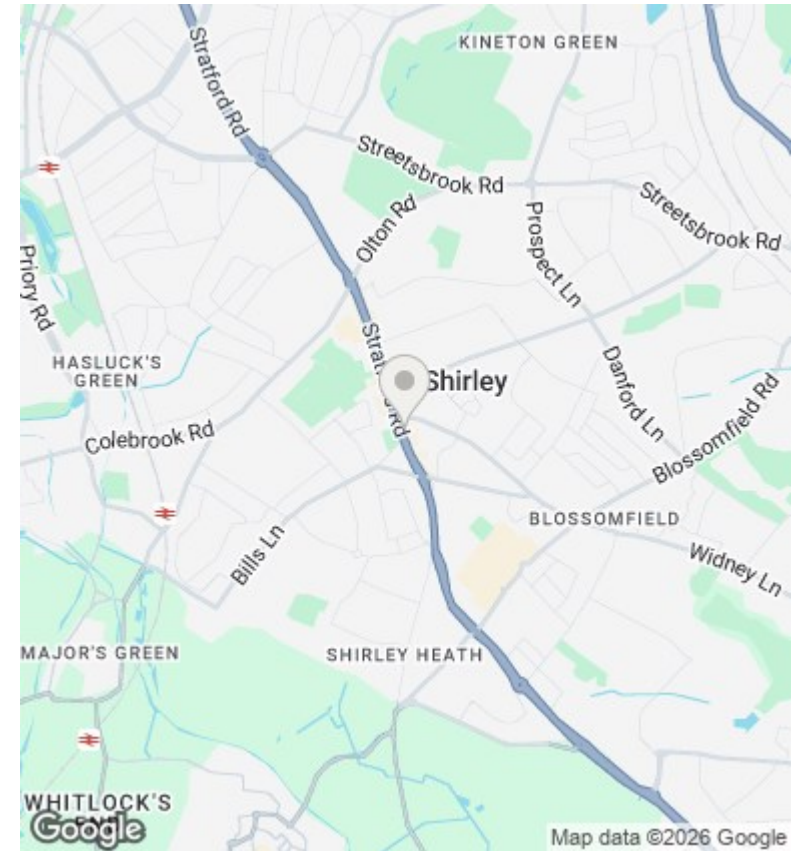 KINETON GREEN
Stratford Rd
Streetsbrook Rd
Olton Rd
Prospect Ln
Streetsbrook Rd
Priory Rd
HASLUCK'S
GREEN
Shirley
Danford Ln
Blossomfield Rd
Colebrook Rd
BLOSSOMFIELD
Bills Ln
Widney Ln
MAJOR'S GREEN
SHIRLEY HEATH
WHITLOCK'S
Google
Map data ©2026 Google